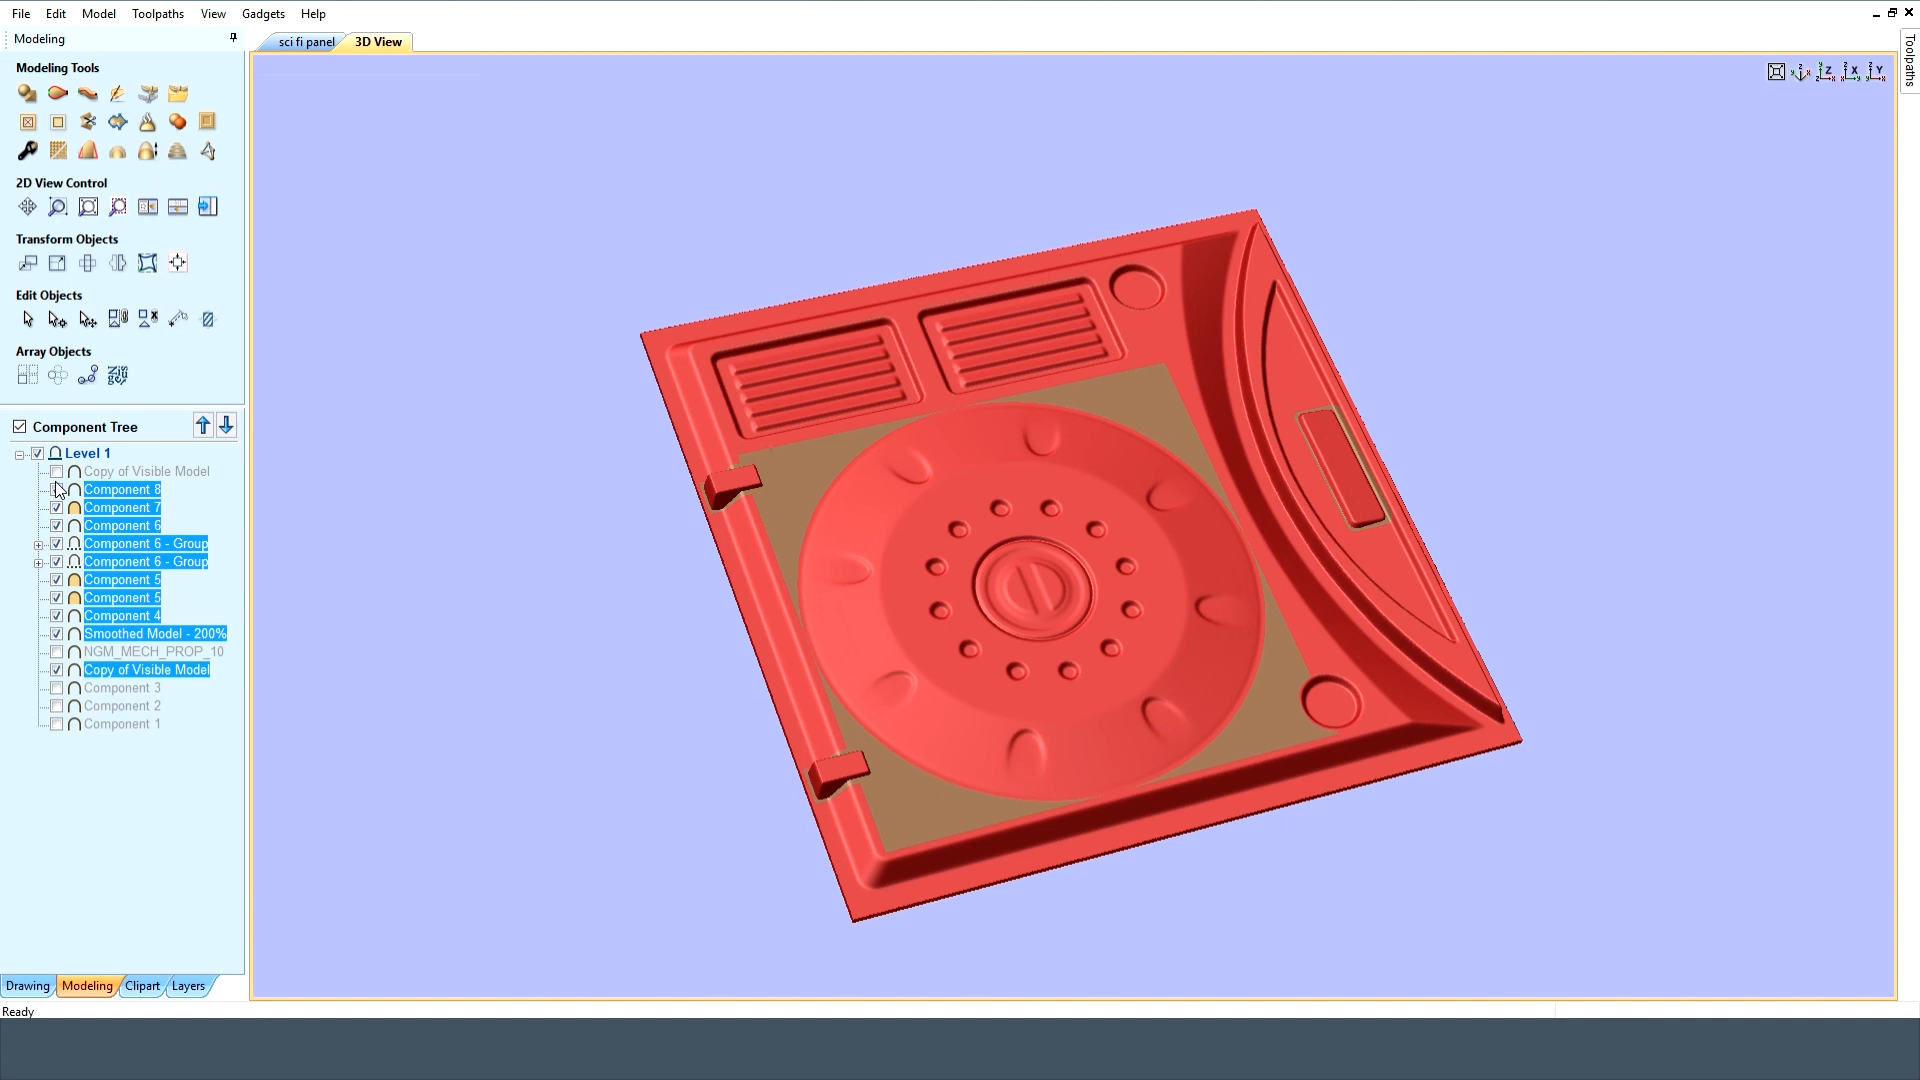 File Edit Model Toolpaths View Gadgets Help
Modeling
sci fi panel 3D View
Toolpaths
Modeling Tools
2D View Control
Transform Objects
Edit Objects
Array Objects
Component Tree
Level 1
Copy of Visible Model
Component 8
Component 7
Component 6
Component 6 - Group
Component 6 - Group
Component 5
Component 5
Component 4
Smoothed Model - 200%
NGM_MECH_PROP_10
Copy of Visible Model
Component 3
Component 2
Component 1
Drawing Modeling Clipart Layers
Ready